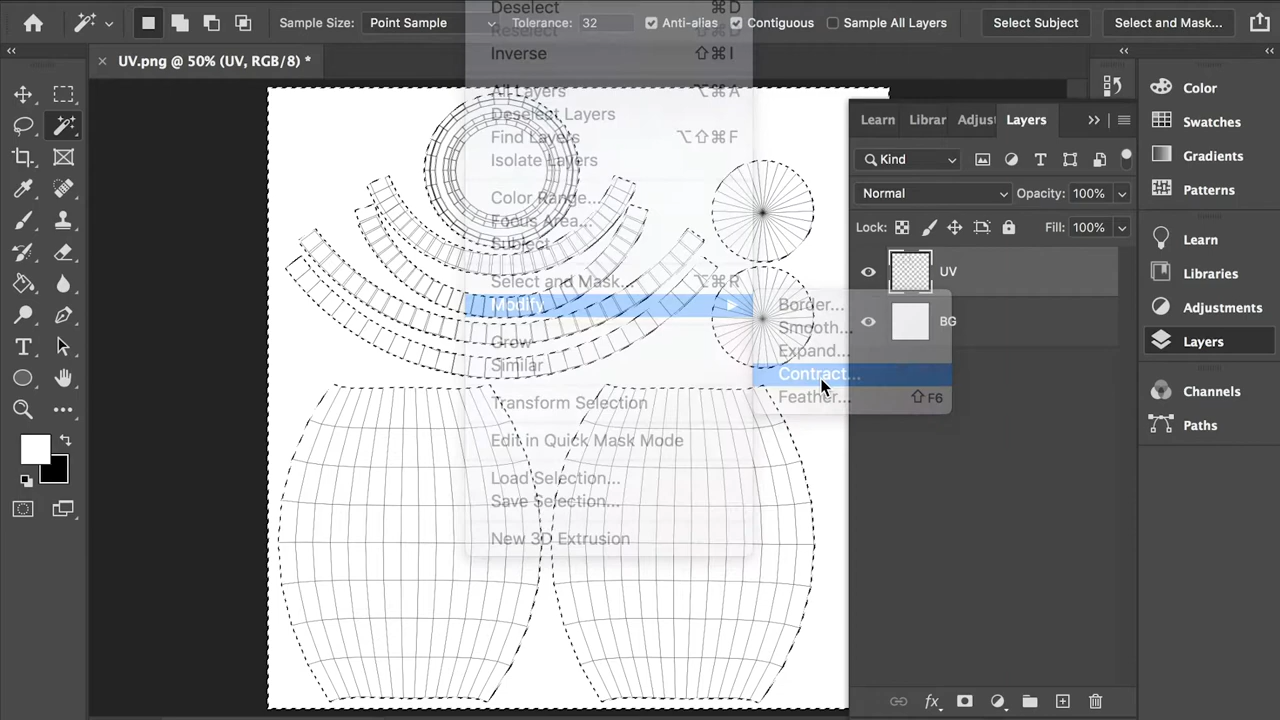 Sample Size: Point Sample Tolerance: 32 Anti-alias Contiguous Sample All Layers Select Subject Select and Mask...
UV.png @ 50% (UV, RGB/8) *
Deselect ⌘D
Reselect ⇧⌘D
Inverse ⇧⌘I
All Layers ⌥⌘A
Deselect Layers
Find Layers ⌥⇧⌘F
Isolate Layers
Color Range...
Focus Area...
Subject
Select and Mask... ⌥⌘R
Modify
Grow
Similar
Transform Selection
Edit in Quick Mask Mode
Load Selection...
Save Selection...
New 3D Extrusion
Border...
Smooth...
Expand...
Contract...
Feather... ⇧F6
Learn Librar Adjus Layers
Kind
Normal Opacity: 100%
Lock: Fill: 100%
UV
BG
fx
Color
Swatches
Gradients
Patterns
Learn
Libraries
Adjustments
Layers
Channels
Paths